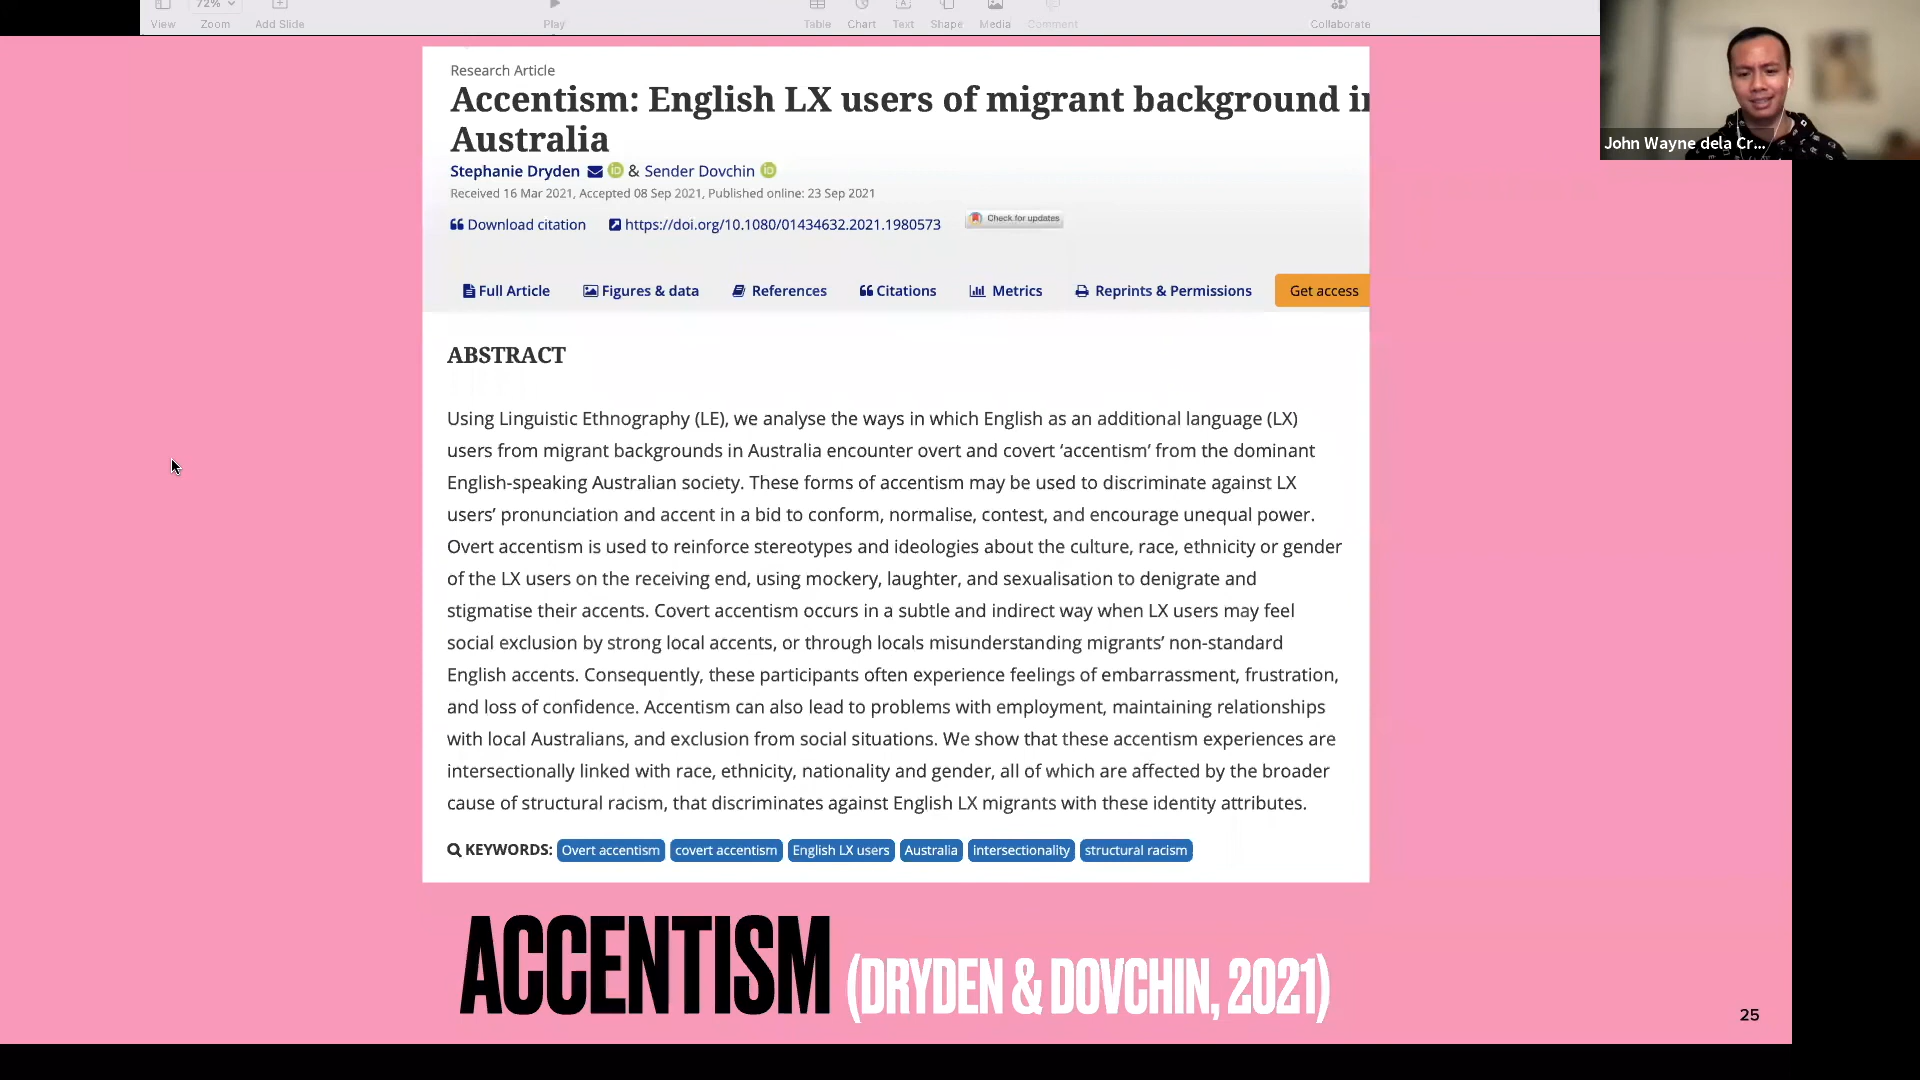 72%
View Zoom Add Slide Play Table Chart Text Shape Media Comment Collaborate
John Wayne dela Cr...
Research Article
Accentism: English LX users of migrant background in
Australia
Stephanie Dryden & Sender Dovchin
Received 16 Mar 2021, Accepted 08 Sep 2021, Published online: 23 Sep 2021
Download citation https://doi.org/10.1080/01434632.2021.1980573 Check for updates
Full Article Figures & data References Citations Metrics Reprints & Permissions Get access
ABSTRACT
Using Linguistic Ethnography (LE), we analyse the ways in which English as an additional language (LX)
users from migrant backgrounds in Australia encounter overt and covert ‘accentism’ from the dominant
English-speaking Australian society. These forms of accentism may be used to discriminate against LX
users’ pronunciation and accent in a bid to conform, normalise, contest, and encourage unequal power.
Overt accentism is used to reinforce stereotypes and ideologies about the culture, race, ethnicity or gender
of the LX users on the receiving end, using mockery, laughter, and sexualisation to denigrate and
stigmatise their accents. Covert accentism occurs in a subtle and indirect way when LX users may feel
social exclusion by strong local accents, or through locals misunderstanding migrants’ non-standard
English accents. Consequently, these participants often experience feelings of embarrassment, frustration,
and loss of confidence. Accentism can also lead to problems with employment, maintaining relationships
with local Australians, and exclusion from social situations. We show that these accentism experiences are
intersectionally linked with race, ethnicity, nationality and gender, all of which are affected by the broader
cause of structural racism, that discriminates against English LX migrants with these identity attributes.
KEYWORDS: Overt accentism covert accentism English LX users Australia intersectionality structural racism
ACCENTISM (DRYDEN & DOVCHIN, 2021)
25